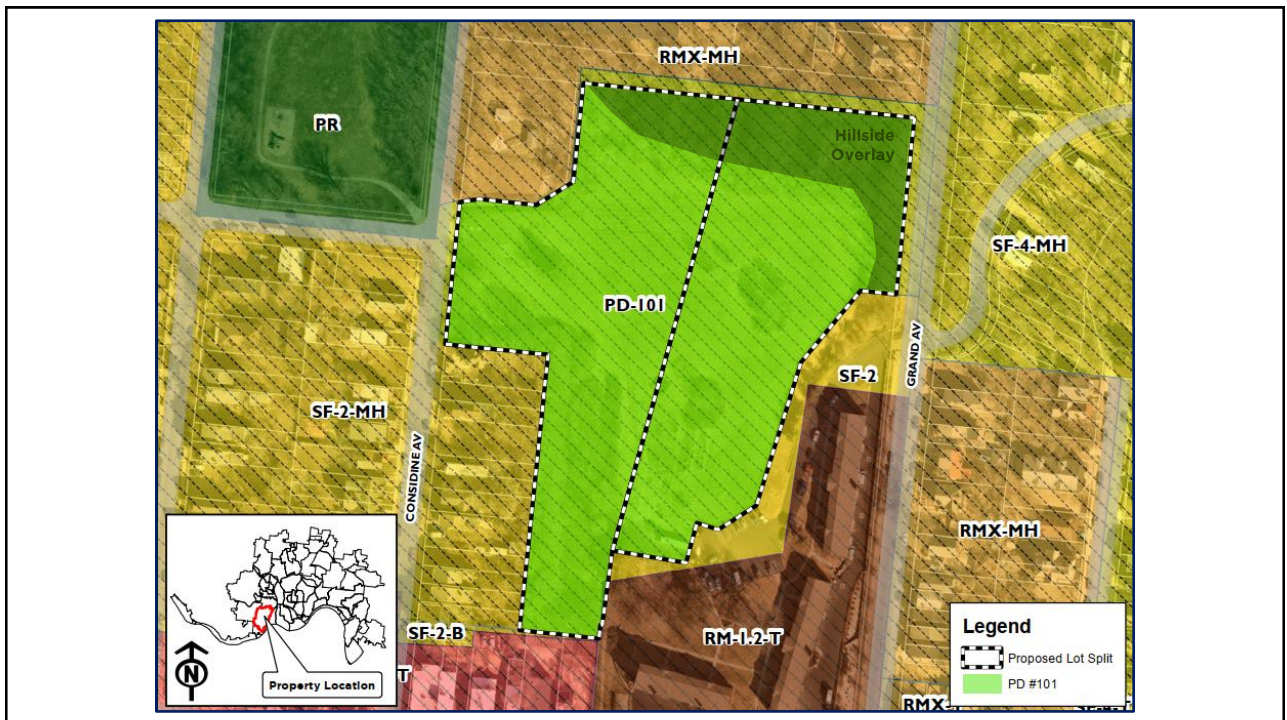 RMX-MH
PR
Hillside
Overlay
SF-4-MH
PD-101
GRAND AV
SF-2
SF-2-MH
CONSIDINE AV
RMX-MH
SF-2-B
RM-1.2-T
T
N
Property Location
Legend
Proposed Lot Split
PD #101